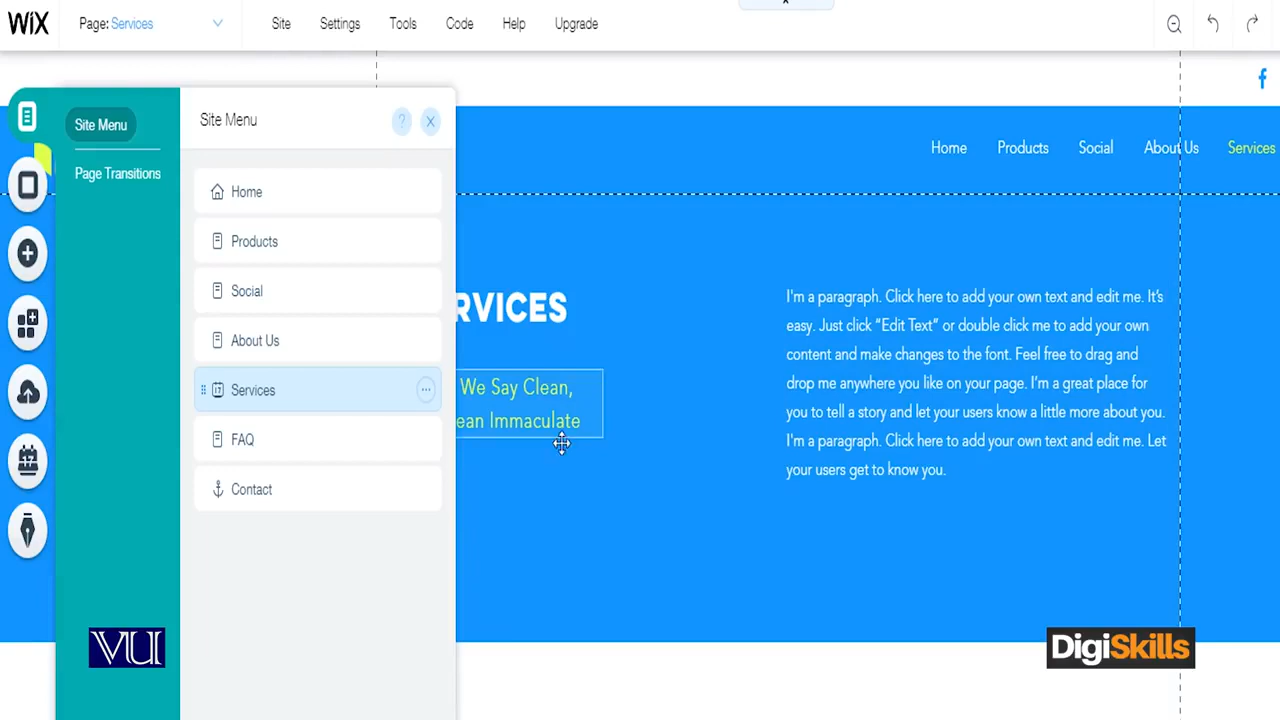 WiX
Page: Services
Site
Settings
Tools
Code
Help
Upgrade
Site Menu
Page Transitions
Site Menu
?
Home
Products
Social
About Us
17 Services
FAQ
Contact
17
Home
Products
Social
About Us
Services
RVICES
We Say Clean,
ean Immaculate
I'm a paragraph. Click here to add your own text and edit me. It's
easy. Just click “Edit Text” or double click me to add your own
content and make changes to the font. Feel free to drag and
drop me anywhere you like on your page. I'm a great place for
you to tell a story and let your users know a little more about you.
I'm a paragraph. Click here to add your own text and edit me. Let
your users get to know you.
VU
DigiSkills